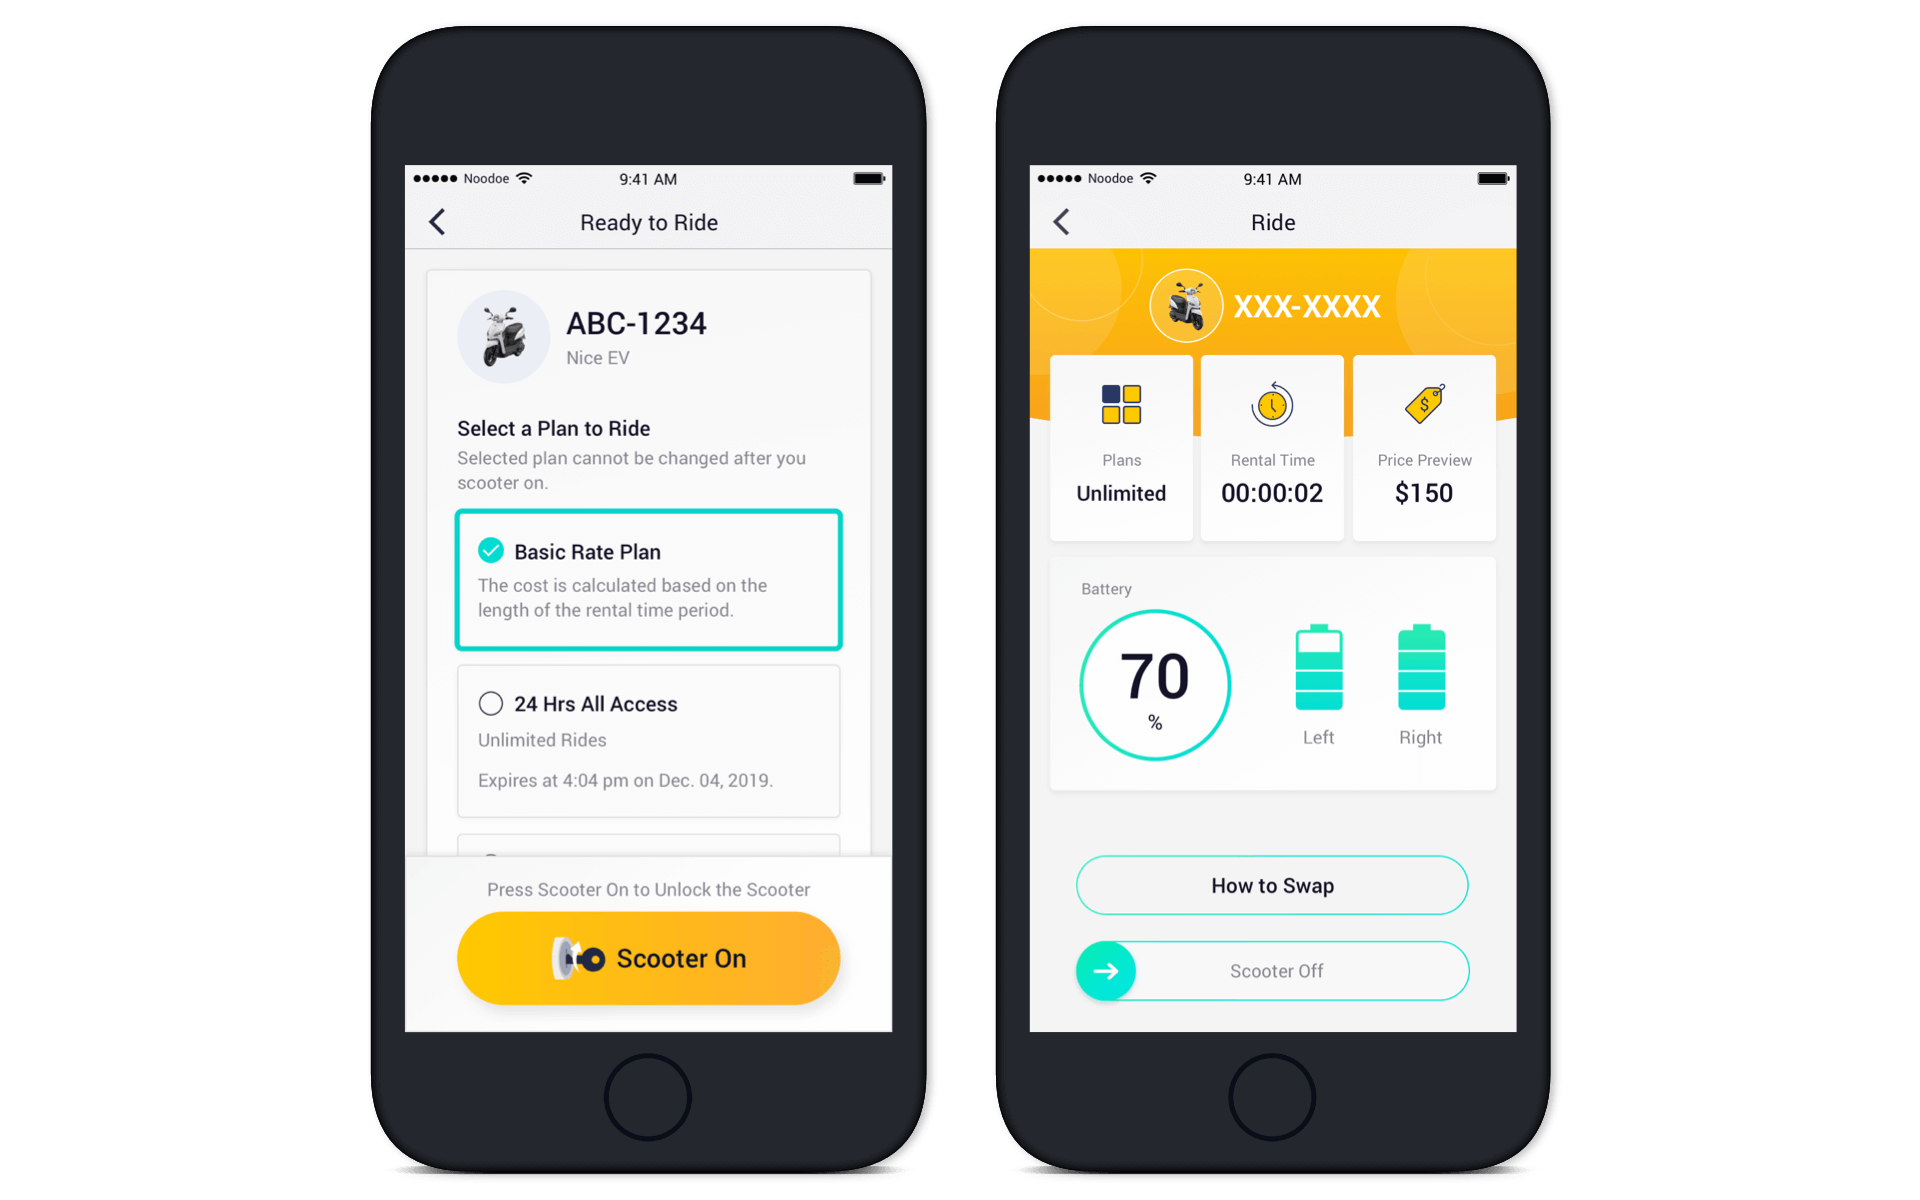 Noodoe
9:41 AM
Ready to Ride
ABC-1234
Nice EV
Select a Plan to Ride
Selected plan cannot be changed after you
scooter on.
Basic Rate Plan
The cost is calculated based on the
length of the rental time period.
24 Hrs All Access
Unlimited Rides
Expires at 4:04 pm on Dec. 04, 2019.
Press Scooter On to Unlock the Scooter
Scooter On
Noodoe
9:41 AM
Ride
XXX-XXXX
Plans
Unlimited
Rental Time
00:00:02
$
Price Preview
$150
Battery
70
%
Left
Right
How to Swap
Scooter Off